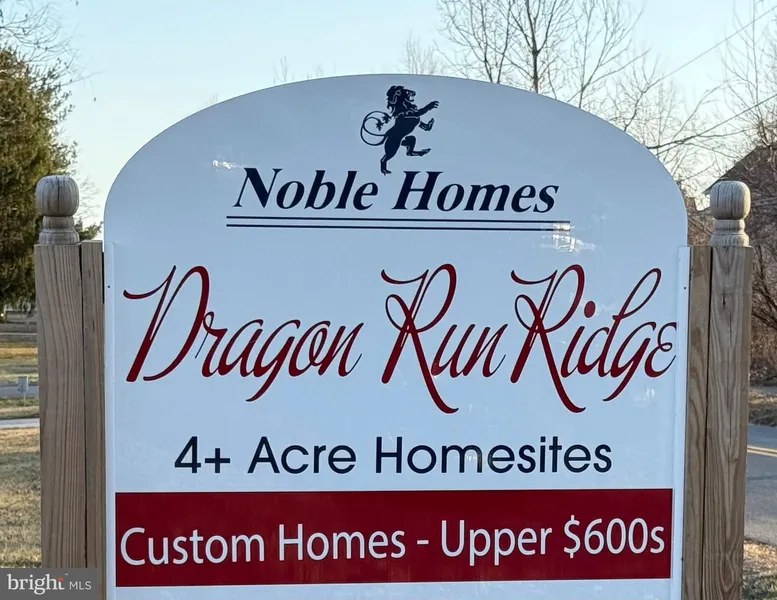 Noble Homes
Dragon Run Ridge
4+ Acre Homesites
Custom Homes - Upper $600s
bright MLS